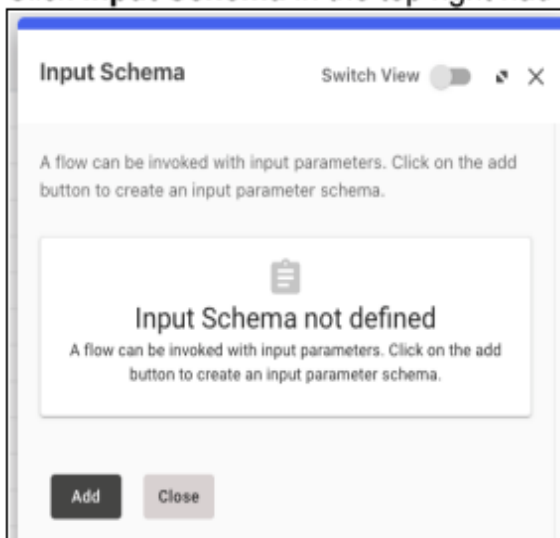 Input Schema
Switch View
A flow can be invoked with input parameters. Click on the add
button to create an input parameter schema.
Input Schema not defined
A flow can be invoked with input parameters. Click on the add
button to create an input parameter schema.
Add
Close